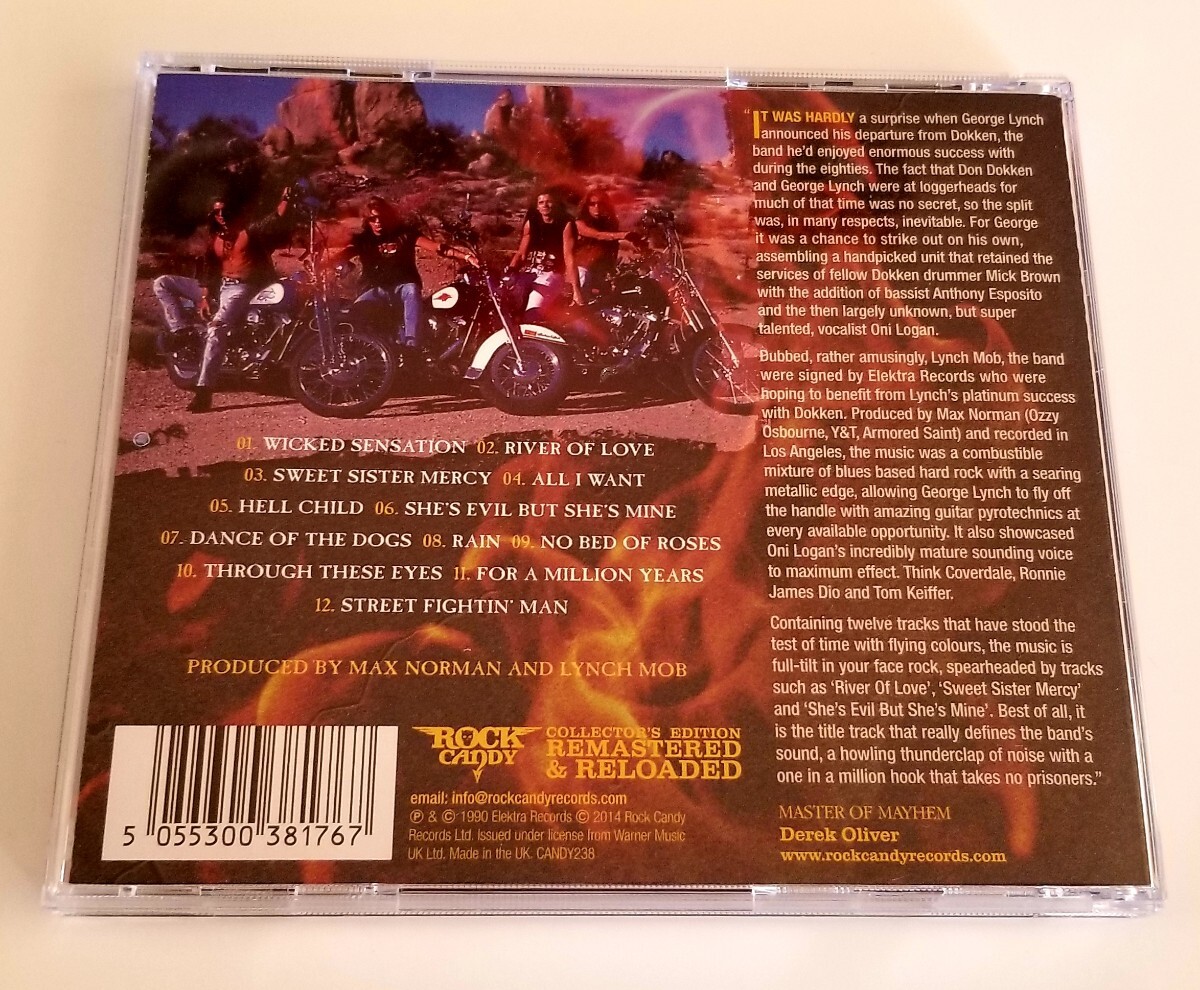 01. WICKED SENSATION 02. RIVER OF LOVE
03. SWEET SISTER MERCY 04. ALL I WANT
05. HELL CHILD 06. SHE'S EVIL BUT SHE'S MINE
07. DANCE OF THE DOGS 08. RAIN 09. NO BED OF ROSES
10. THROUGH THESE EYES 11. FOR A MILLION YEARS
12. STREET FIGHTIN' MAN
PRODUCED BY MAX NORMAN AND LYNCH MOB
5 055300 381767
ROCK
CANDY
COLLECTOR'S EDITION
REMASTERED
& RELOADED
email: info@rockcandyrecords.com
℗ & © 1990 Elektra Records © 2014 Rock Candy
Records Ltd. Issued under license from Warner Music
UK Ltd. Made in the UK. CANDY238
"IT WAS HARDLY a surprise when George Lynch
announced his departure from Dokken, the
band he'd enjoyed enormous success with
during the eighties. The fact that Don Dokken
and George Lynch were at loggerheads for
much of that time was no secret, so the split
was, in many respects, inevitable. For George
it was a chance to strike out on his own,
assembling a handpicked unit that retained the
services of fellow Dokken drummer Mick Brown
with the addition of bassist Anthony Esposito
and the then largely unknown, but super
talented, vocalist Oni Logan.
Dubbed, rather amusingly, Lynch Mob, the band
were signed by Elektra Records who were
hoping to benefit from Lynch's platinum success
with Dokken. Produced by Max Norman (Ozzy
Osbourne, Y&T, Armored Saint) and recorded in
Los Angeles, the music was a combustible
mixture of blues based hard rock with a searing
metallic edge, allowing George Lynch to fly off
the handle with amazing guitar pyrotechnics at
every available opportunity. It also showcased
Oni Logan's incredibly mature sounding voice
to maximum effect. Think Coverdale, Ronnie
James Dio and Tom Keiffer.
Containing twelve tracks that have stood the
test of time with flying colours, the music is
full-tilt in your face rock, spearheaded by tracks
such as 'River Of Love', 'Sweet Sister Mercy'
and 'She's Evil But She's Mine'. Best of all, it
is the title track that really defines the band's
sound, a howling thunderclap of noise with a
one in a million hook that takes no prisoners."
MASTER OF MAYHEM
Derek Oliver
www.rockcandyrecords.com